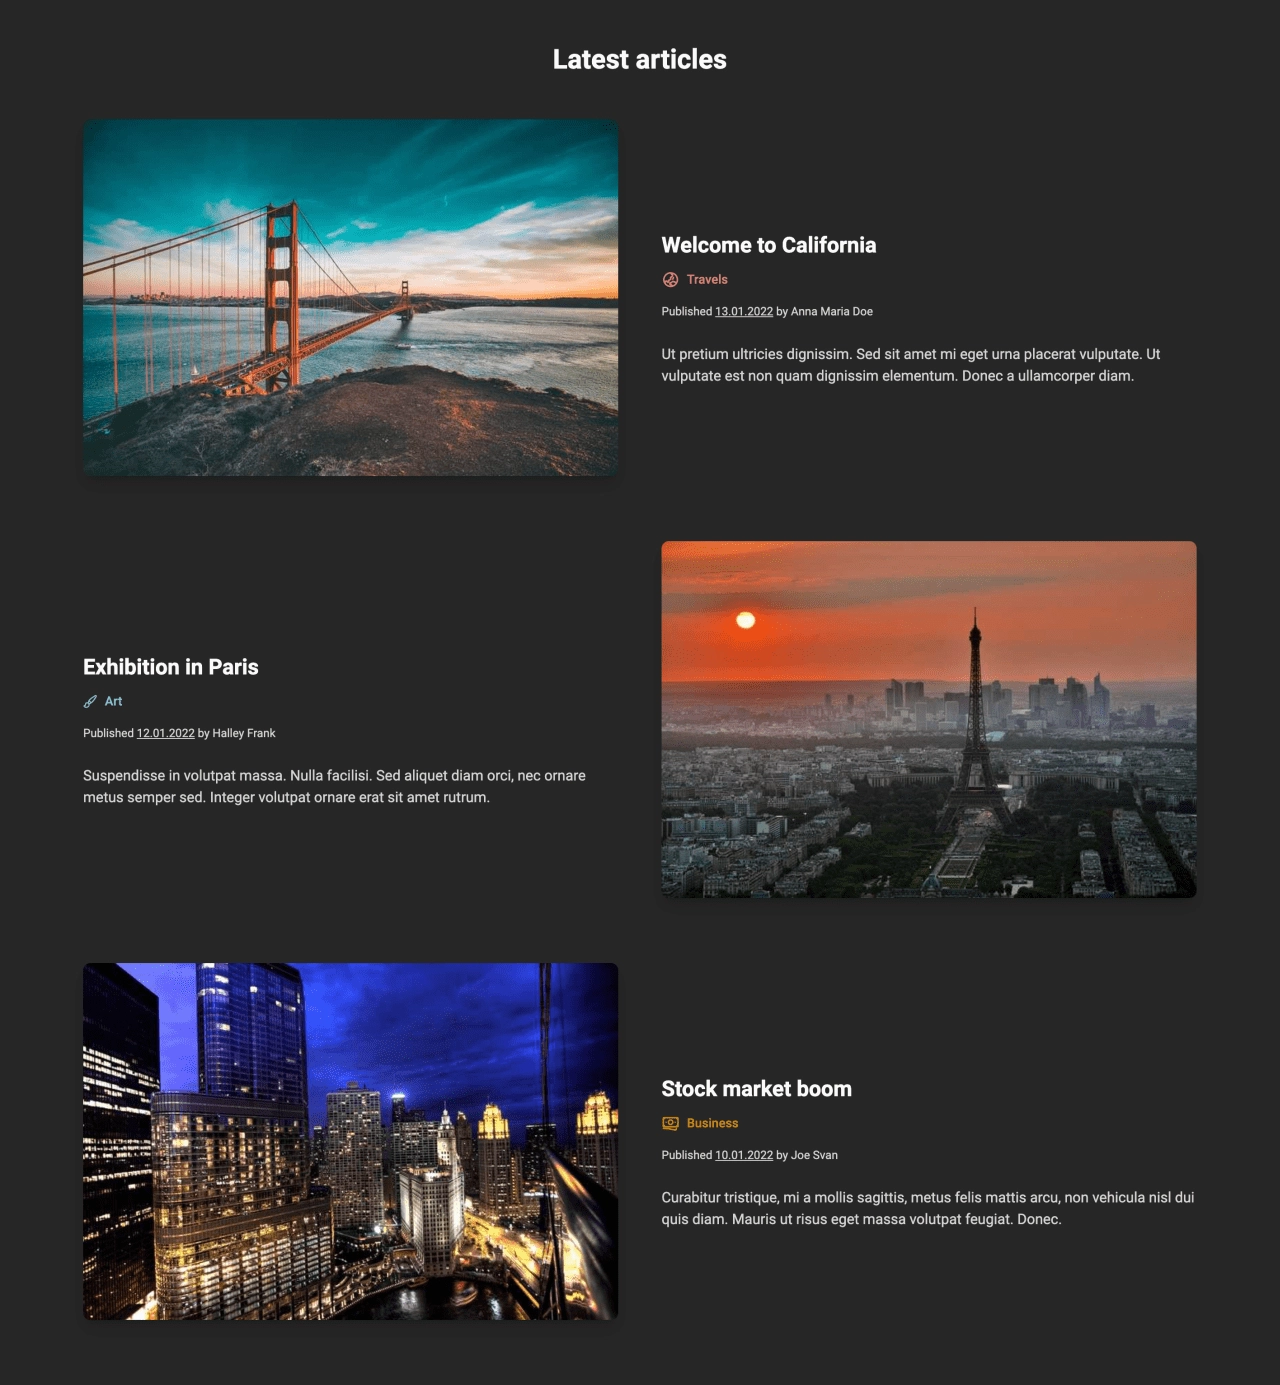 Latest articles
Welcome to California
Travels
Published 13.01.2022 by Anna Maria Doe
Ut pretium ultricies dignissim. Sed sit amet mi eget urna placerat vulputate. Ut
vulputate est non quam dignissim elementum. Donec a ullamcorper diam.
Exhibition in Paris
Art
Published 12.01.2022 by Halley Frank
Suspendisse in volutpat massa. Nulla facilisi. Sed aliquet diam orci, nec ornare
metus semper sed. Integer volutpat ornare erat sit amet rutrum.
Stock market boom
Business
Published 10.01.2022 by Joe Svan
Curabitur tristique, mi a mollis sagittis, metus felis mattis arcu, non vehicula nisl dui
quis diam. Mauris ut risus eget massa volutpat feugiat. Donec.